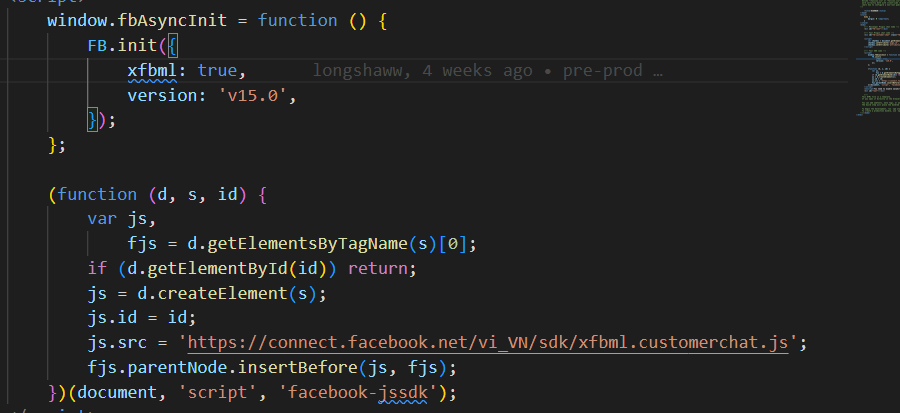 window.fbAsyncInit = function () {
FB.init({
xfbml: true, longshaww, 4 weeks ago • pre-prod …
version: 'v15.0',
});
};
(function (d, s, id) {
var js,
fjs = d.getElementsByTagName(s)[0];
if (d.getElementById(id)) return;
js = d.createElement(s);
js.id = id;
js.src = 'https://connect.facebook.net/vi_VN/sdk/xfbml.customerchat.js';
fjs.parentNode.insertBefore(js, fjs);
})(document, 'script', 'facebook-jssdk');